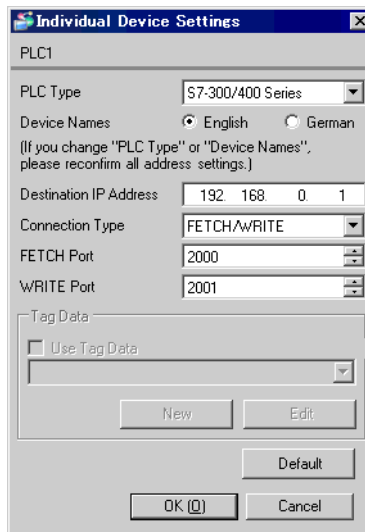 Individual Device Settings
PLC1
PLC Type S7-300/400 Series
Device Names English German
(If you change "PLC Type" or "Device Names",
please reconfirm all address settings.)
Destination IP Address 192. 168. 0. 1
Connection Type FETCH/WRITE
FETCH Port 2000
WRITE Port 2001
Tag Data
Use Tag Data
New Edit
Default
OK (O) Cancel